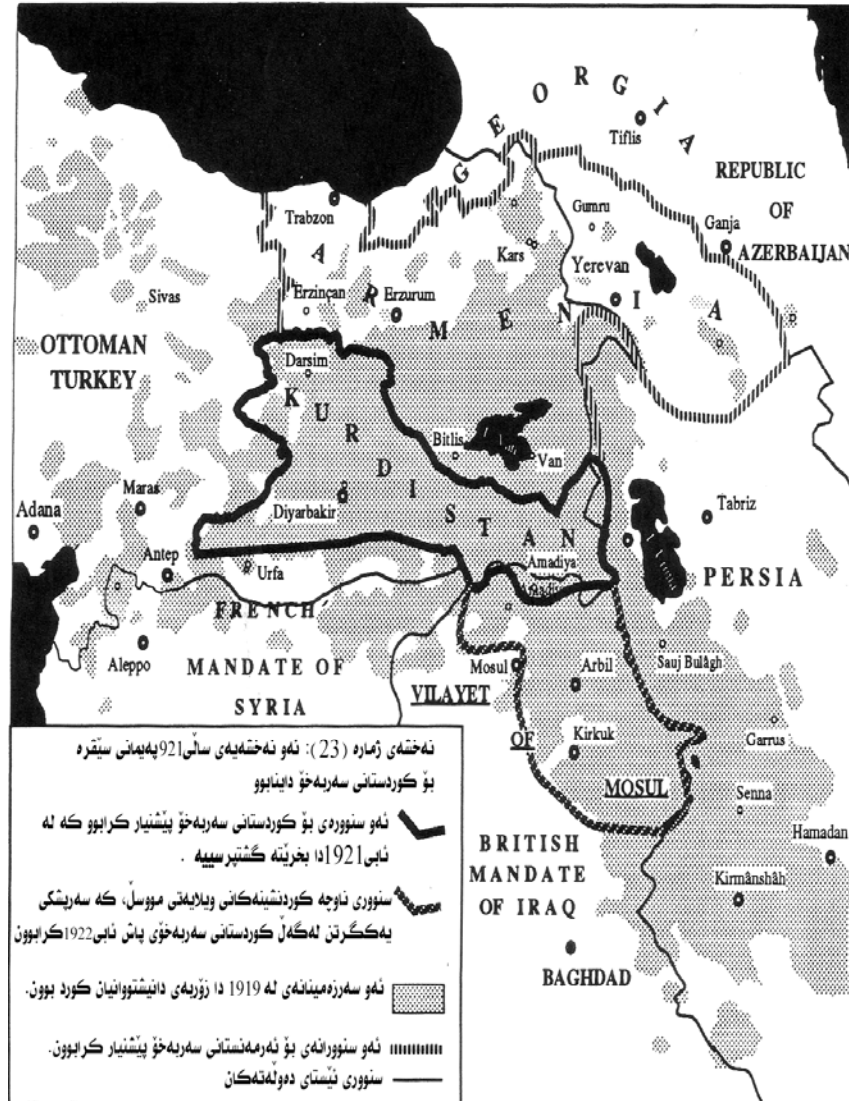 GEORGIA
Tiflis
REPUBLIC
OF
AZERBAIJAN
Trabzon
Gumru
Ganja
Kars
Yerevan
ARMENIA
Sivas
Erzinçan
Erzurum
OTTOMAN
TURKEY
Darsim
KURDISTAN
Bitlis
Van
Maras
Diyarbakir
Tabriz
Adana
Antep
Urfa
Amadiya
PERSIA
FRENCH
MANDATE OF
SYRIA
Aleppo
Mosul
Arbil
Sauj Bulâgh
VILAYET
OF
MOSUL
Kirkuk
Garrus
Senna
Hamadan
BRITISH
MANDATE
OF IRAQ
Kirmânshâh
BAGHDAD
نەخشەی ژمارە (23): ئەو نەخشەیەی ساڵی921پەیمانی سێقرە
بۆ کوردستانی سەربەخۆ داینابوو
ئەو سنوورەی بۆ کوردستانی سەربەخۆ پێشنیار کرابوو کە لە
ئابی1921دا بخرێتە گشتپرسییە .
سنووری ناوچە کوردنشینەکانی ویلایەتی مووسڵ، کە سەرپشکی
یەکگرتن لەگەڵ کوردستانی سەربەخۆی پاش ئابی1922کرابوون
ئەو سەرزەمینانەی لە 1919 دا زۆربەی دانیشتووانیان کورد بوون.
ئەو سنوورانەی بۆ ئەرمەنستانی سەربەخۆ پێشنیار کرابوون.
سنووری ئێستای دەوڵەتەکان